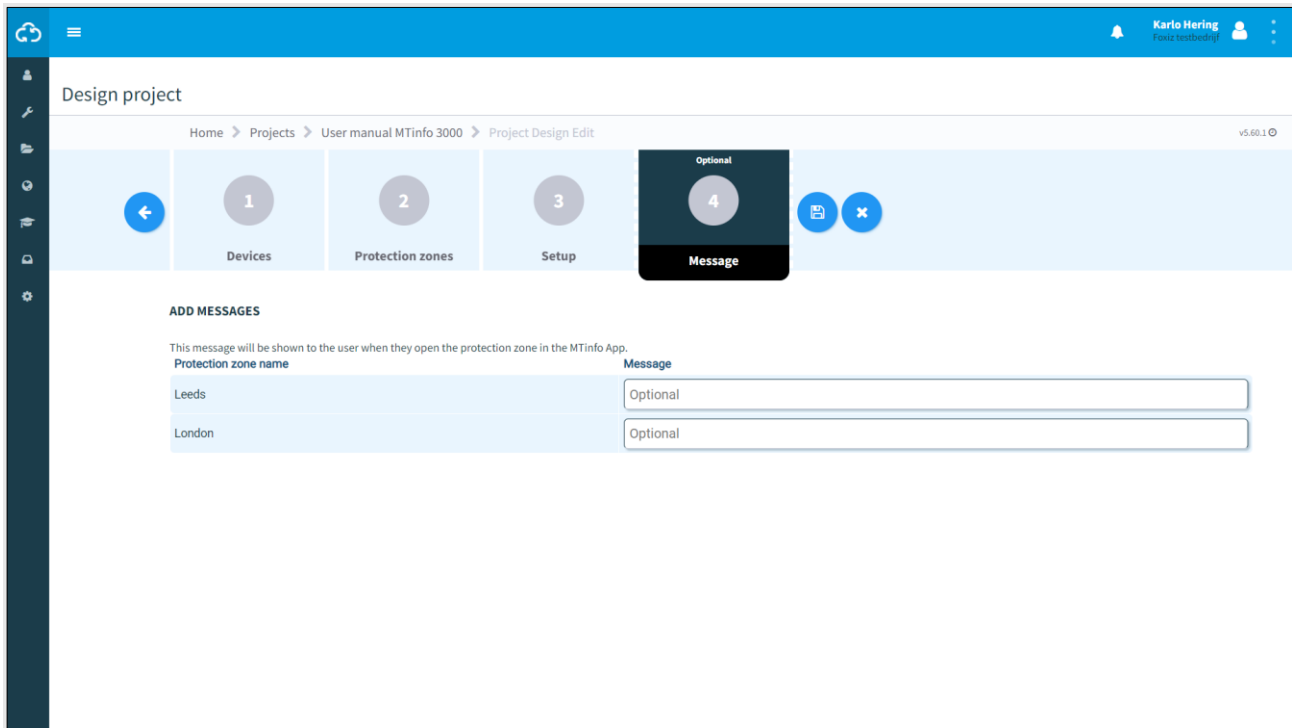 Karlo Hering
Foxiz testbedrijf
Design project
Home Projects User manual MTinfo 3000 Project Design Edit
v5.60.1
Optional
1 2 3 4
Devices Protection zones Setup Message
ADD MESSAGES
This message will be shown to the user when they open the protection zone in the MTinfo App.
Protection zone name Message
Leeds Optional
London Optional